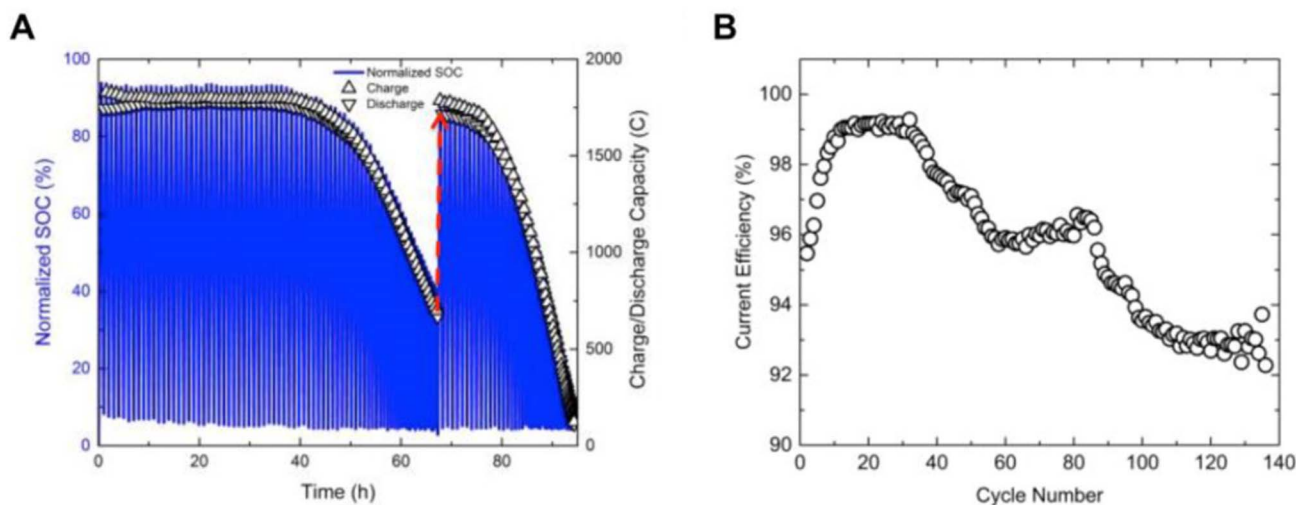 A
B
100
80
60
40
20
0
Normalized SOC (%)
Normalized SOC
Charge
Discharge
2000
1500
1000
500
0
Charge/Discharge Capacity (C)
0 20 40 60 80
Time (h)
100
98
96
94
92
90
Current Efficiency (%)
0 20 40 60 80 100 120 140
Cycle Number